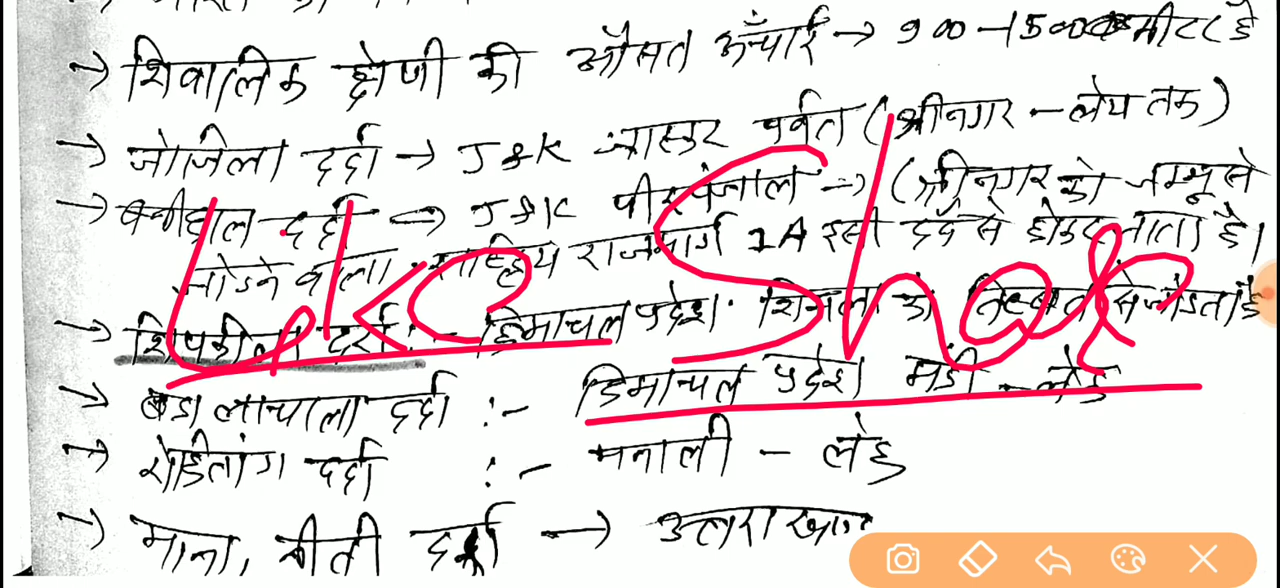 → शिवालिक श्रेणी की औसत ऊँचाई → 900 – 1500 मीटर है
→ जोजिला दर्रा → J&K जास्कर पर्वत (श्रीनगर – लेय तक)
→ बनीहाल दर्रा → J&K पीरपंजाल → (श्रीनगर को जम्मू से
जोडने वाला राष्ट्रिय राजमार्ग 1A इसी दर्दे से होकर जाता है।
→ शिपकीला दर्रा :- हिमाचल प्रदेश शिमला को तिब्बत से जोडता है
→ बडा लाचाला दर्रा :- हिमाचल प्रदेश मंडी – लेह
→ रोहितांग दर्रा :- मनाली – लेह
→ माना, नीती दर्रा → उत्तराखण
Like Share